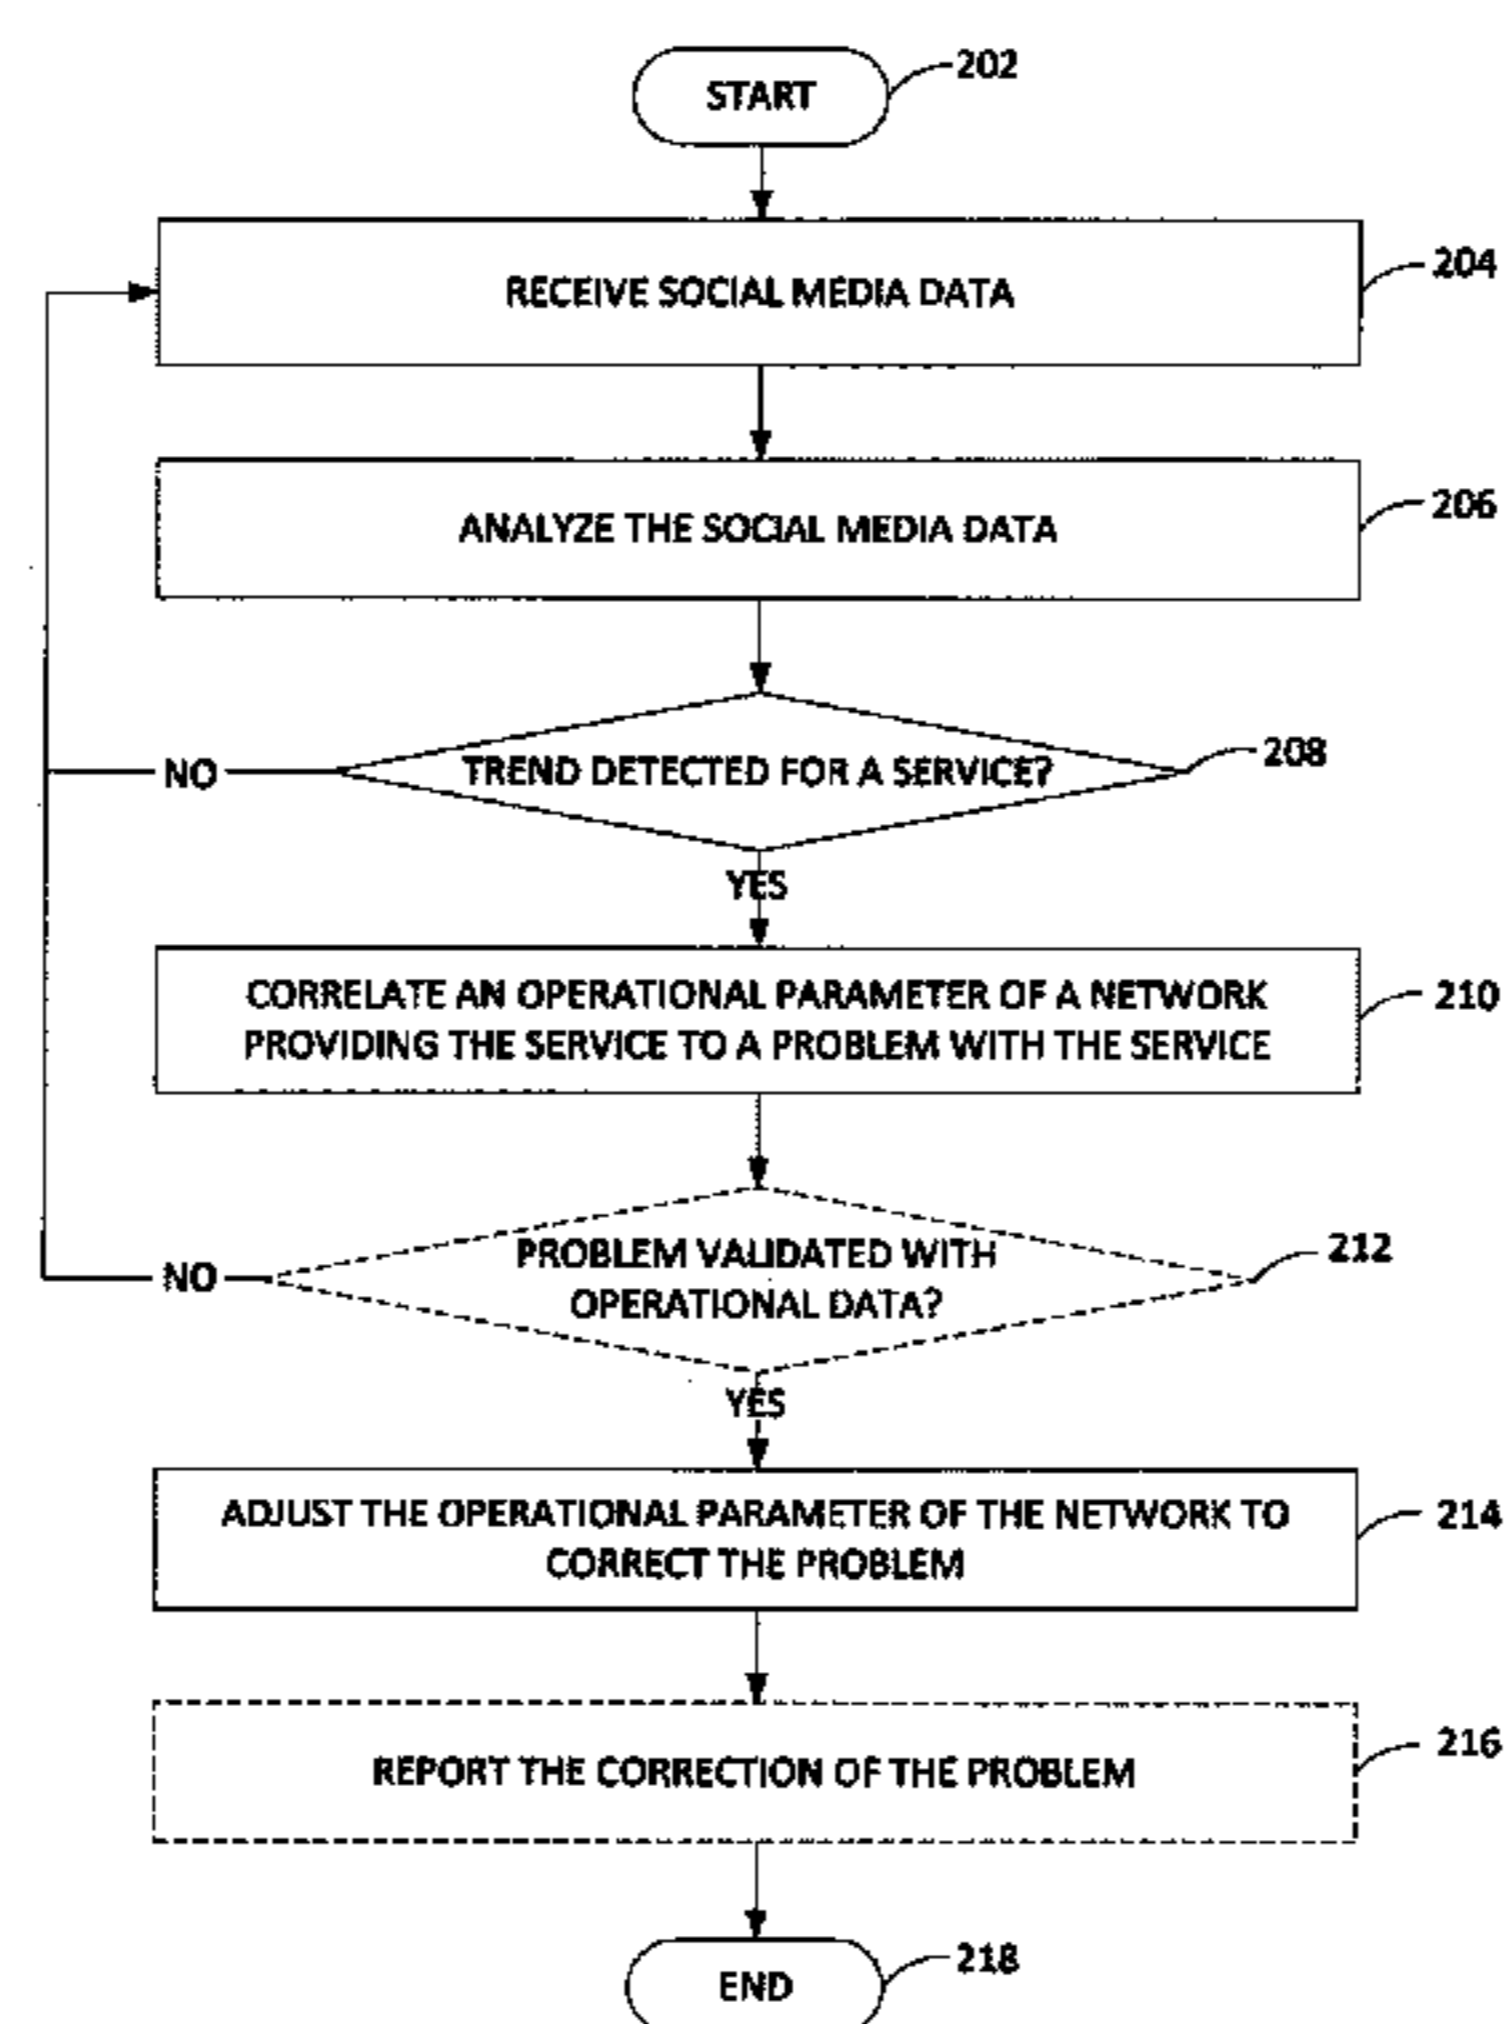 START
202
RECEIVE SOCIAL MEDIA DATA
204
ANALYZE THE SOCIAL MEDIA DATA
206
TREND DETECTED FOR A SERVICE?
208
NO
YES
CORRELATE AN OPERATIONAL PARAMETER OF A NETWORK
PROVIDING THE SERVICE TO A PROBLEM WITH THE SERVICE
210
PROBLEM VALIDATED WITH
OPERATIONAL DATA?
212
NO
YES
ADJUST THE OPERATIONAL PARAMETER OF THE NETWORK TO
CORRECT THE PROBLEM
214
REPORT THE CORRECTION OF THE PROBLEM
216
END
218